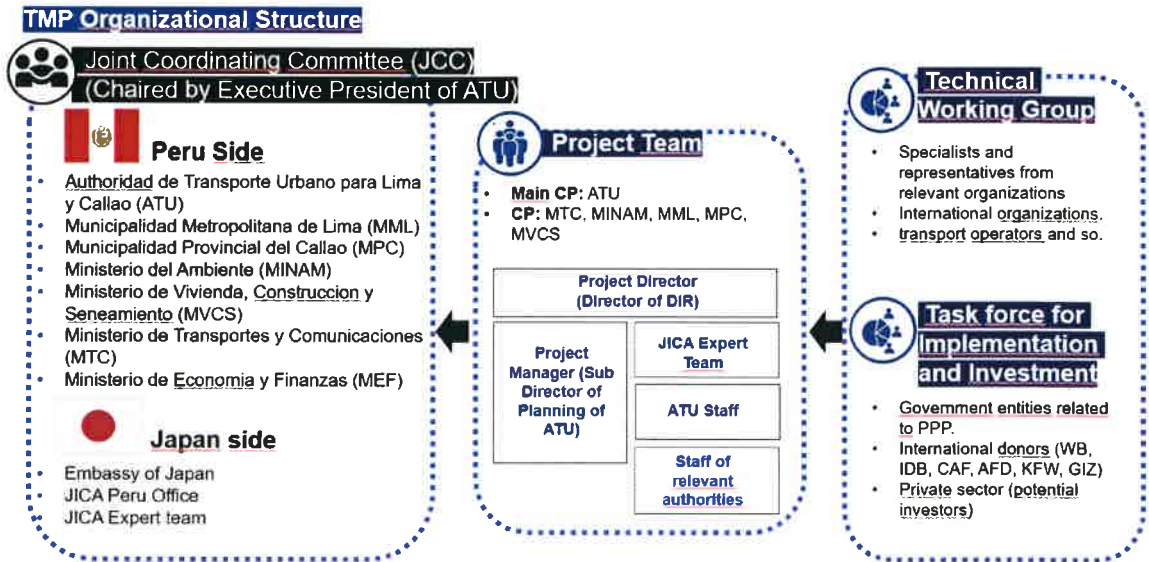 TMP Organizational Structure
Joint Coordinating Committee (JCC)
(Chaired by Executive President of ATU)
Peru Side
• Authoridad de Transporte Urbano para Lima
y Callao (ATU)
• Municipalidad Metropolitana de Lima (MML)
• Municipalidad Provincial del Callao (MPC)
• Ministerio del Ambiente (MINAM)
• Ministerio de Vivienda, Construccion y
Seneamiento (MVCS)
• Ministerio de Transportes y Comunicaciones
(MTC)
• Ministerio de Economia y Finanzas (MEF)
Japan side
• Embassy of Japan
• JICA Peru Office
• JICA Expert team
Project Team
• Main CP: ATU
• CP: MTC, MINAM, MML, MPC,
MVCS
Project Director
(Director of DIR)
Project
Manager (Sub
Director of
Planning of
ATU)
JICA Expert
Team
ATU Staff
Staff of
relevant
authorities
Technical
Working Group
• Specialists and
representatives from
relevant organizations
• International organizations.
• transport operators and so.
Task force for
Implementation
and Investment
• Government entities related
to PPP.
• International donors (WB,
IDB, CAF, AFD, KFW, GIZ)
• Private sector (potential
investors)